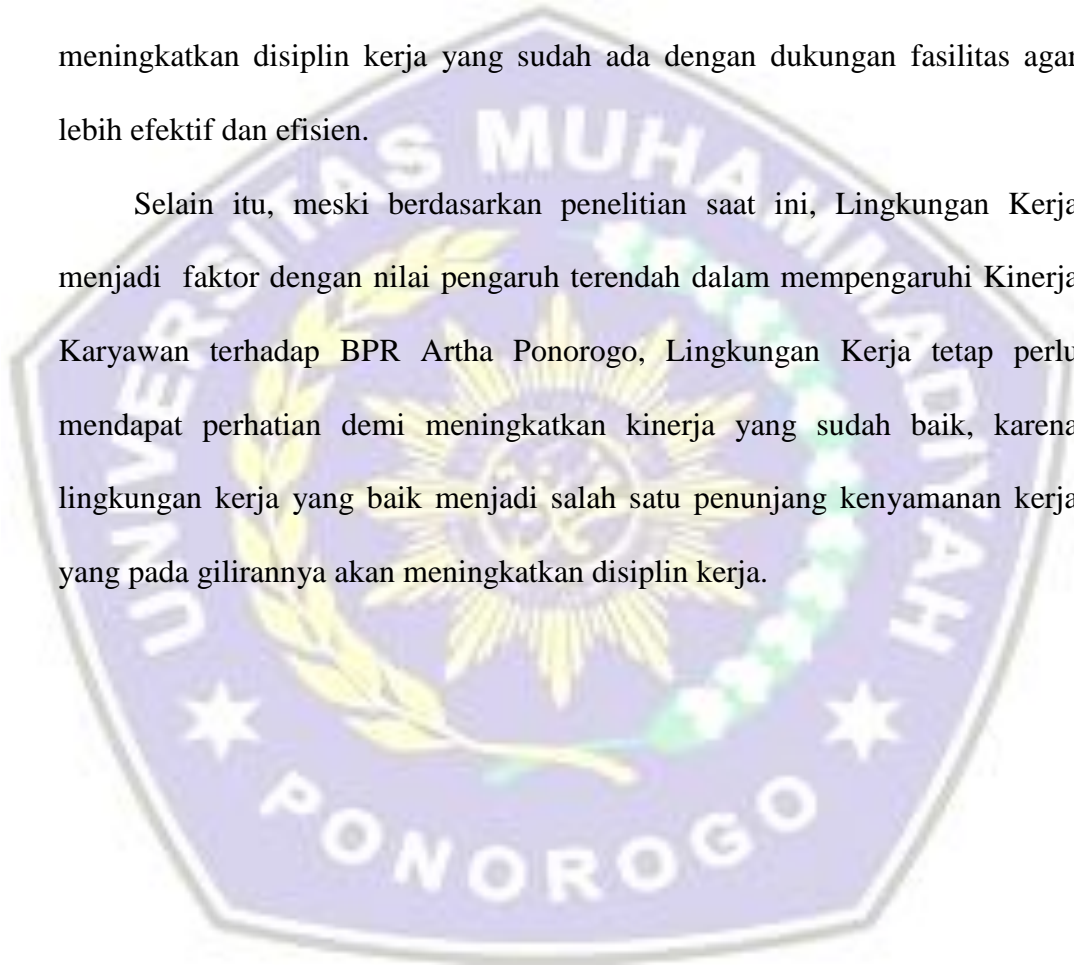 meningkatkan disiplin kerja yang sudah ada dengan dukungan fasilitas agar
lebih efektif dan efisien.
Selain itu, meski berdasarkan penelitian saat ini, Lingkungan Kerja
menjadi faktor dengan nilai pengaruh terendah dalam mempengaruhi Kinerja
Karyawan terhadap BPR Artha Ponorogo, Lingkungan Kerja tetap perlu
mendapat perhatian demi meningkatkan kinerja yang sudah baik, karena
lingkungan kerja yang baik menjadi salah satu penunjang kenyamanan kerja
yang pada gilirannya akan meningkatkan disiplin kerja.
UNIVERSITAS MUHAMMADIYAH
PONOROGO